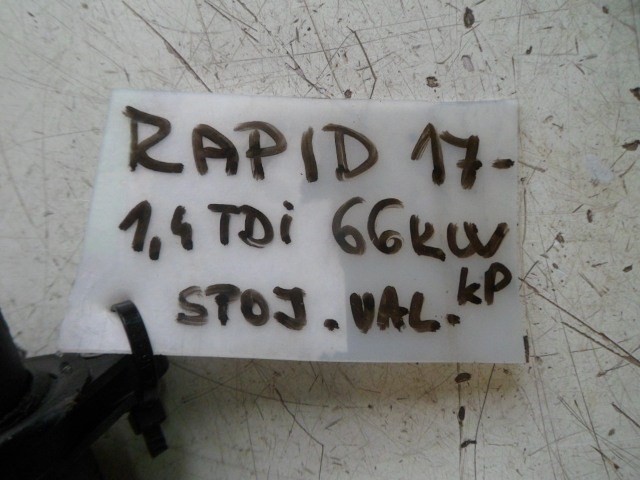 RAPID 17-
1,4 TDi 66KW
STOJ. VAL. KP